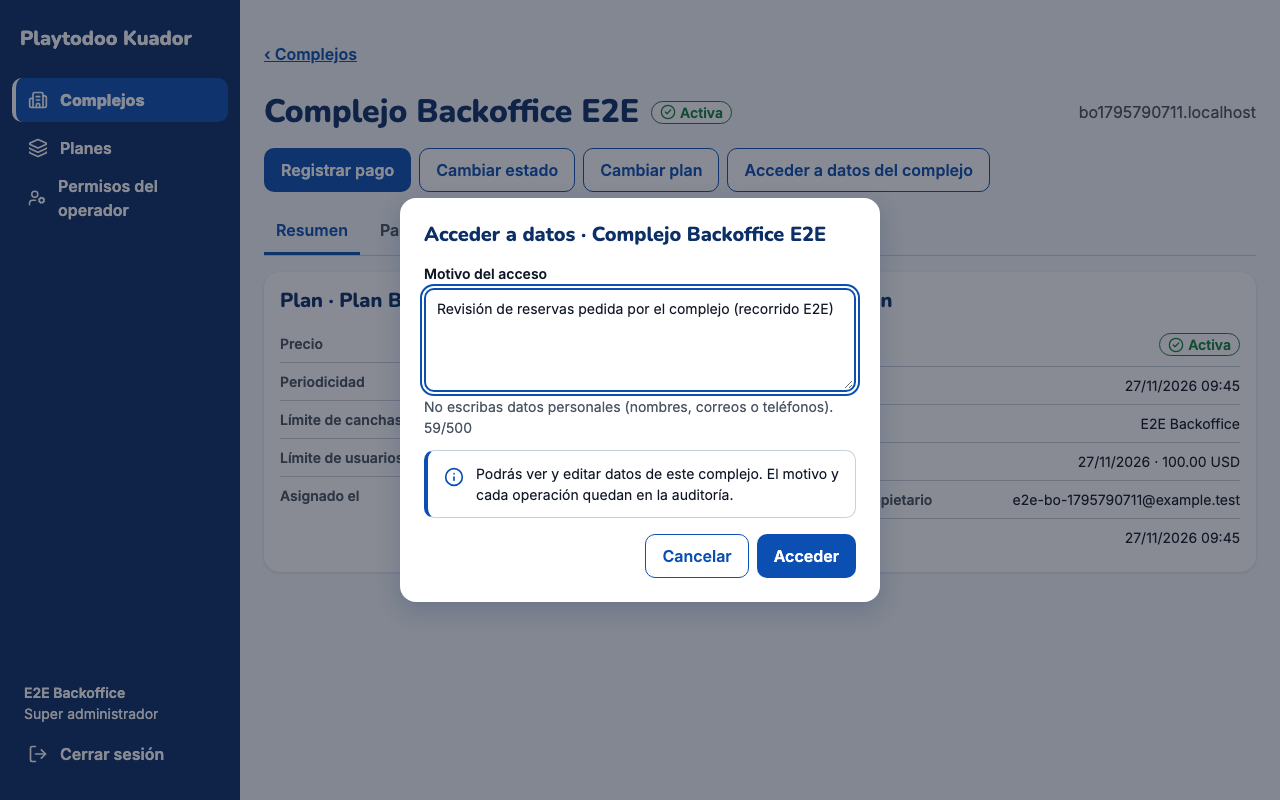 Playtodoo Kuador
Complejos
Planes
Permisos del
operador
E2E Backoffice
Super administrador
Cerrar sesión
‹ Complejos
Complejo Backoffice E2E
Activa
bo1795790711.localhost
Registrar pago
Cambiar estado
Cambiar plan
Acceder a datos del complejo
Resumen
Pa
Plan · Plan B
Precio
Periodicidad
Límite de canchas
Límite de usuarios
Asignado el
n
Activa
27/11/2026 09:45
E2E Backoffice
27/11/2026 · 100.00 USD
pietario
e2e-bo-1795790711@example.test
27/11/2026 09:45
Acceder a datos · Complejo Backoffice E2E
Motivo del acceso
Revisión de reservas pedida por el complejo (recorrido E2E)
No escribas datos personales (nombres, correos o teléfonos).
59/500
Podrás ver y editar datos de este complejo. El motivo y
cada operación quedan en la auditoría.
Cancelar
Acceder